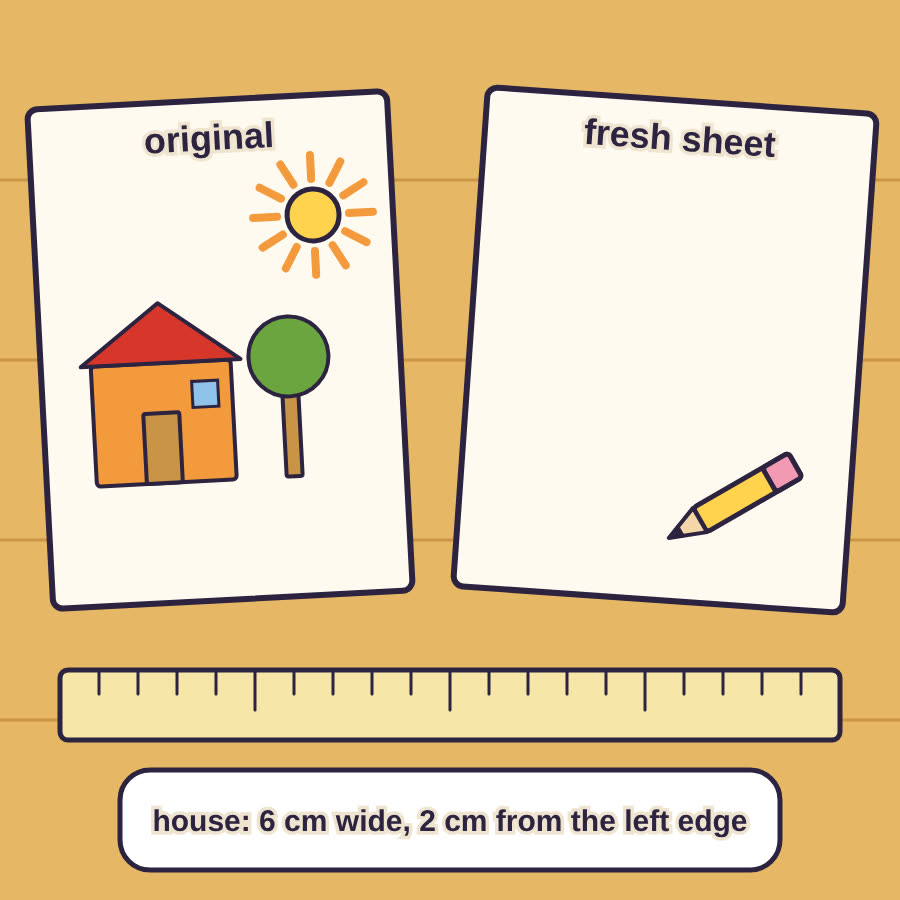 original
fresh sheet
house: 6 cm wide, 2 cm from the left edge